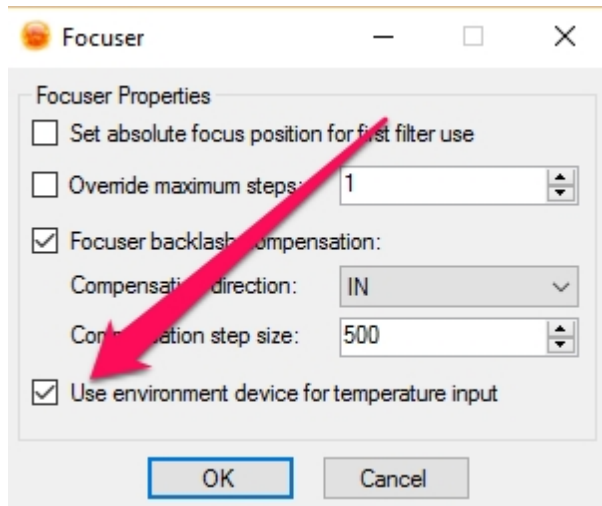 Focuser
Focuser Properties
Set absolute focus position for first filter use
Override maximum steps: 1
Focuser backlash compensation:
Compensation direction: IN
Compensation step size: 500
Use environment device for temperature input
OK Cancel